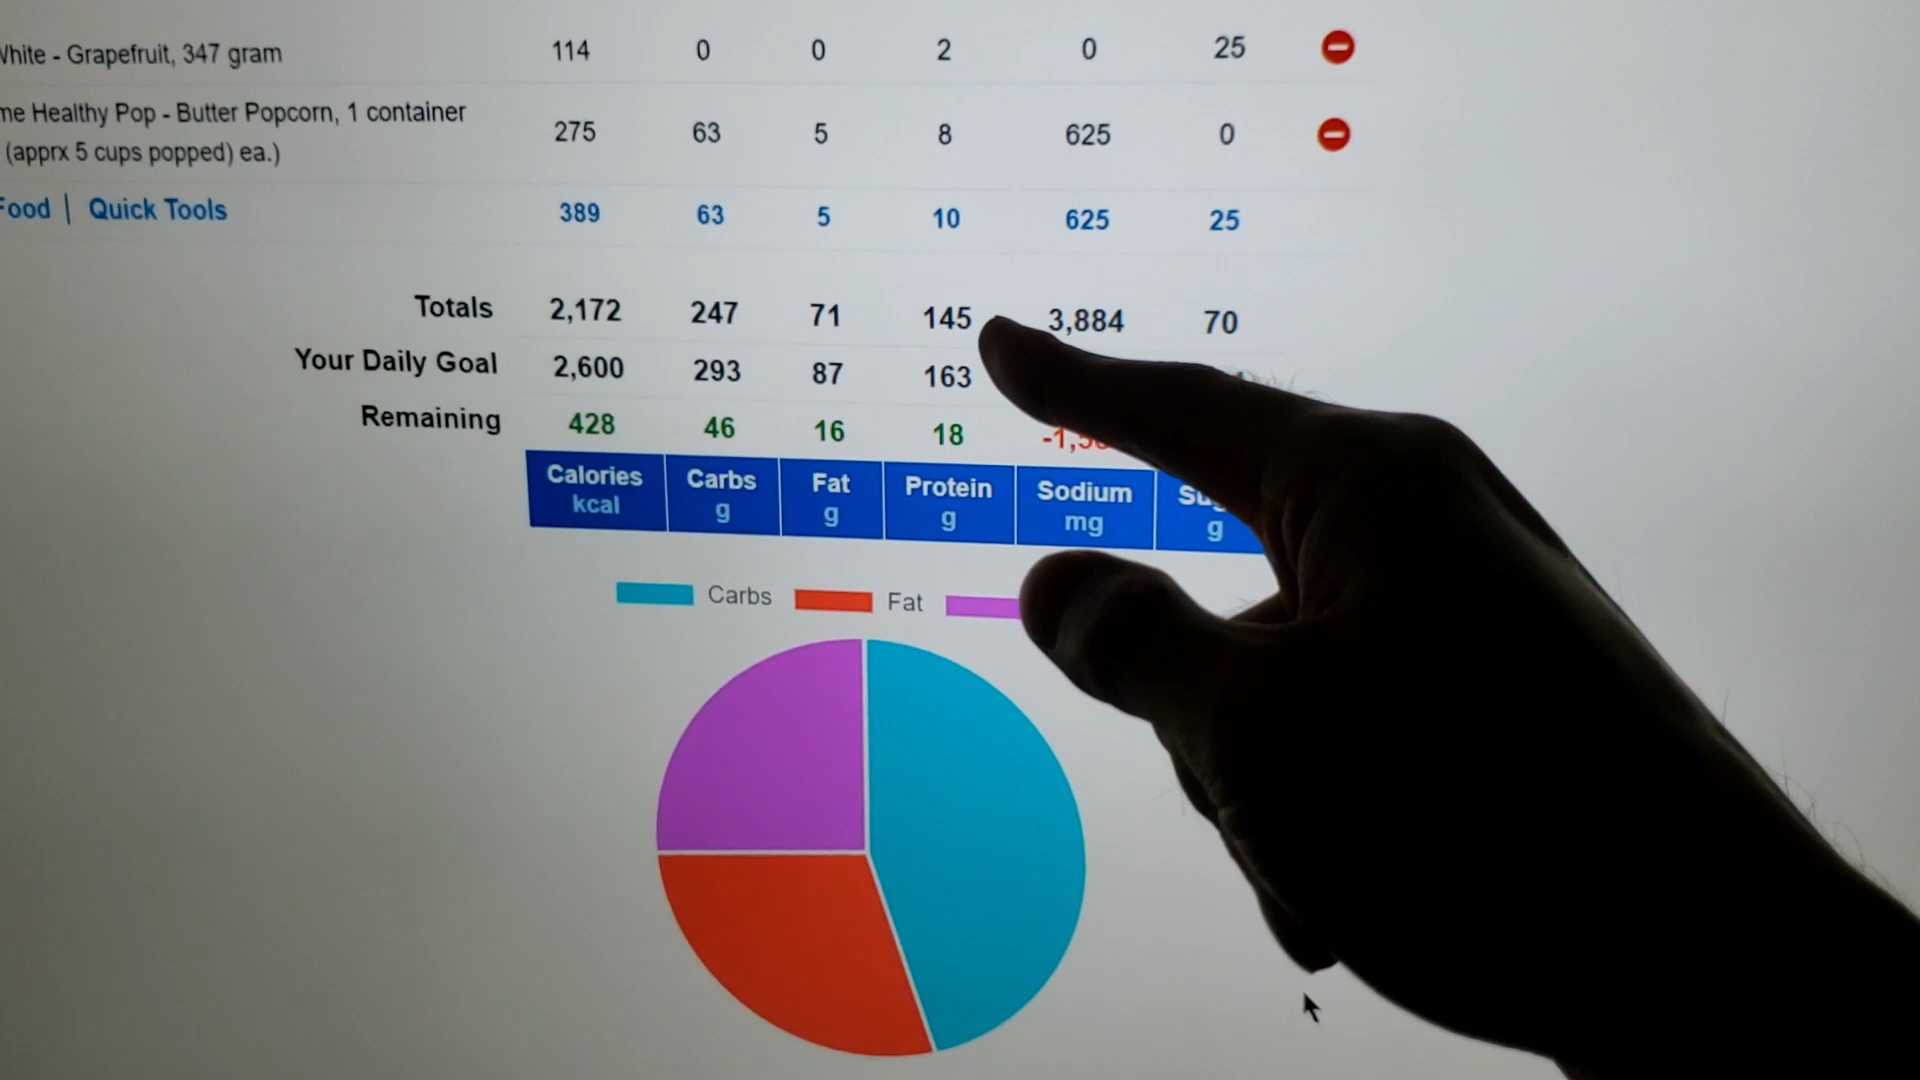 - Grapefruit, 347 gram 114 0 0 2 0 25
Healthy Pop - Butter Popcorn, 1 container
(apprx 5 cups popped) ea.) 275 63 5 8 625 0
| Quick Tools 389 63 5 10 625 25
Totals 2,172 247 71 145 3,884 70
Your Daily Goal 2,600 293 87 163
Remaining 428 46 16 18
Calories Carbs Fat Protein Sodium
kcal g g g mg g
Carbs Fat